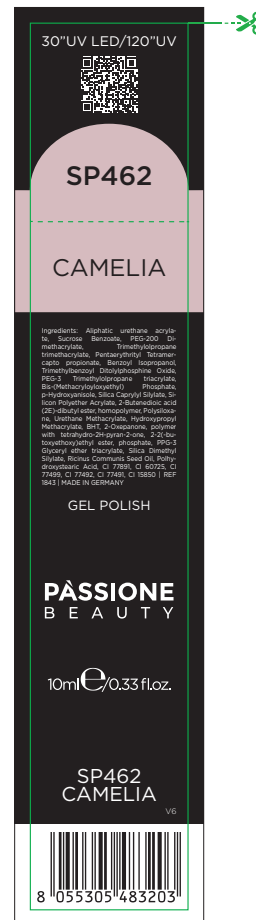 30”UV LED/120”UV
SP462
CAMELIA
Ingredients: Aliphatic urethane acryla-
te, Sucrose Benzoate, PEG-200 Di-
methacrylate, Trimethylolpropane
trimethacrylate, Pentaerythrityl Tetramer-
capto propionate, Benzoyl Isopropanol,
Trimethylbenzoyl Ditolylphosphine Oxide,
PEG-3 Trimethylolpropane triacrylate,
Bis-(Methacryloyloxyethyl) Phosphate,
p-Hydroxyanisole, Silica Caprylyl Silylate, Si-
licon Polyether Acrylate, 2-Butenedioic acid
(2E)-dibutyl ester, homopolymer, Polysiloxa-
ne, Urethane Methacrylate, Hydroxypropyl
Methacrylate, BHT, 2-Oxepanone, polymer
with tetrahydro-2H-pyran-2-one, 2-2(-bu-
toxyethoxy)ethyl ester, phosphate, PPG-3
Glyceryl ether triacrylate, Silica Dimethyl
Silylate, Ricinus Communis Seed Oil, Polhy-
droxystearic Acid, CI 77891, CI 60725, CI
77499, CI 77492, CI 77491, CI 15850 | REF
1843 | MADE IN GERMANY
GEL POLISH
PÀSSIONE
BEAUTY
10ml℮/0.33 fl.oz.
SP462
CAMELIA
V6
8 055305 483203